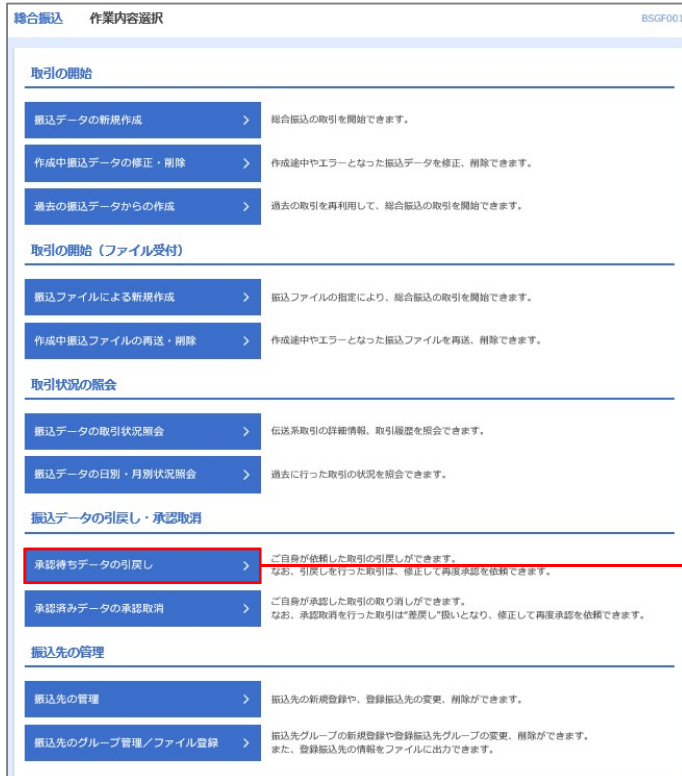 総合振込 作業内容選択 BSGF001
取引の開始
振込データの新規作成
総合振込の取引を開始できます。
作成中振込データの修正・削除
作成途中やエラーとなった振込データを修正、削除できます。
過去の振込データからの作成
過去の取引を再利用して、総合振込の取引を開始できます。
取引の開始（ファイル受付）
振込ファイルによる新規作成
振込ファイルの指定により、総合振込の取引を開始できます。
作成中振込ファイルの再送・削除
作成途中やエラーとなった振込ファイルを再送、削除できます。
取引状況の照会
振込データの取引状況照会
伝送系取引の詳細情報、取引履歴を照会できます。
振込データの日別・月別状況照会
過去に行った取引の状況を照会できます。
振込データの引戻し・承認取消
承認待ちデータの引戻し
ご自身が依頼した取引の引戻しができます。
なお、引戻しを行った取引は、修正して再度承認を依頼できます。
承認済みデータの承認取消
ご自身が承認した取引の取り消しができます。
なお、承認取消を行った取引は"差戻し"扱いとなり、修正して再度承認を依頼できます。
振込先の管理
振込先の管理
振込先の新規登録や、登録振込先の変更、削除ができます。
振込先のグループ管理／ファイル登録
振込先グループの新規登録や登録振込先グループの変更、削除ができます。
また、登録振込先の情報をファイルに出力できます。